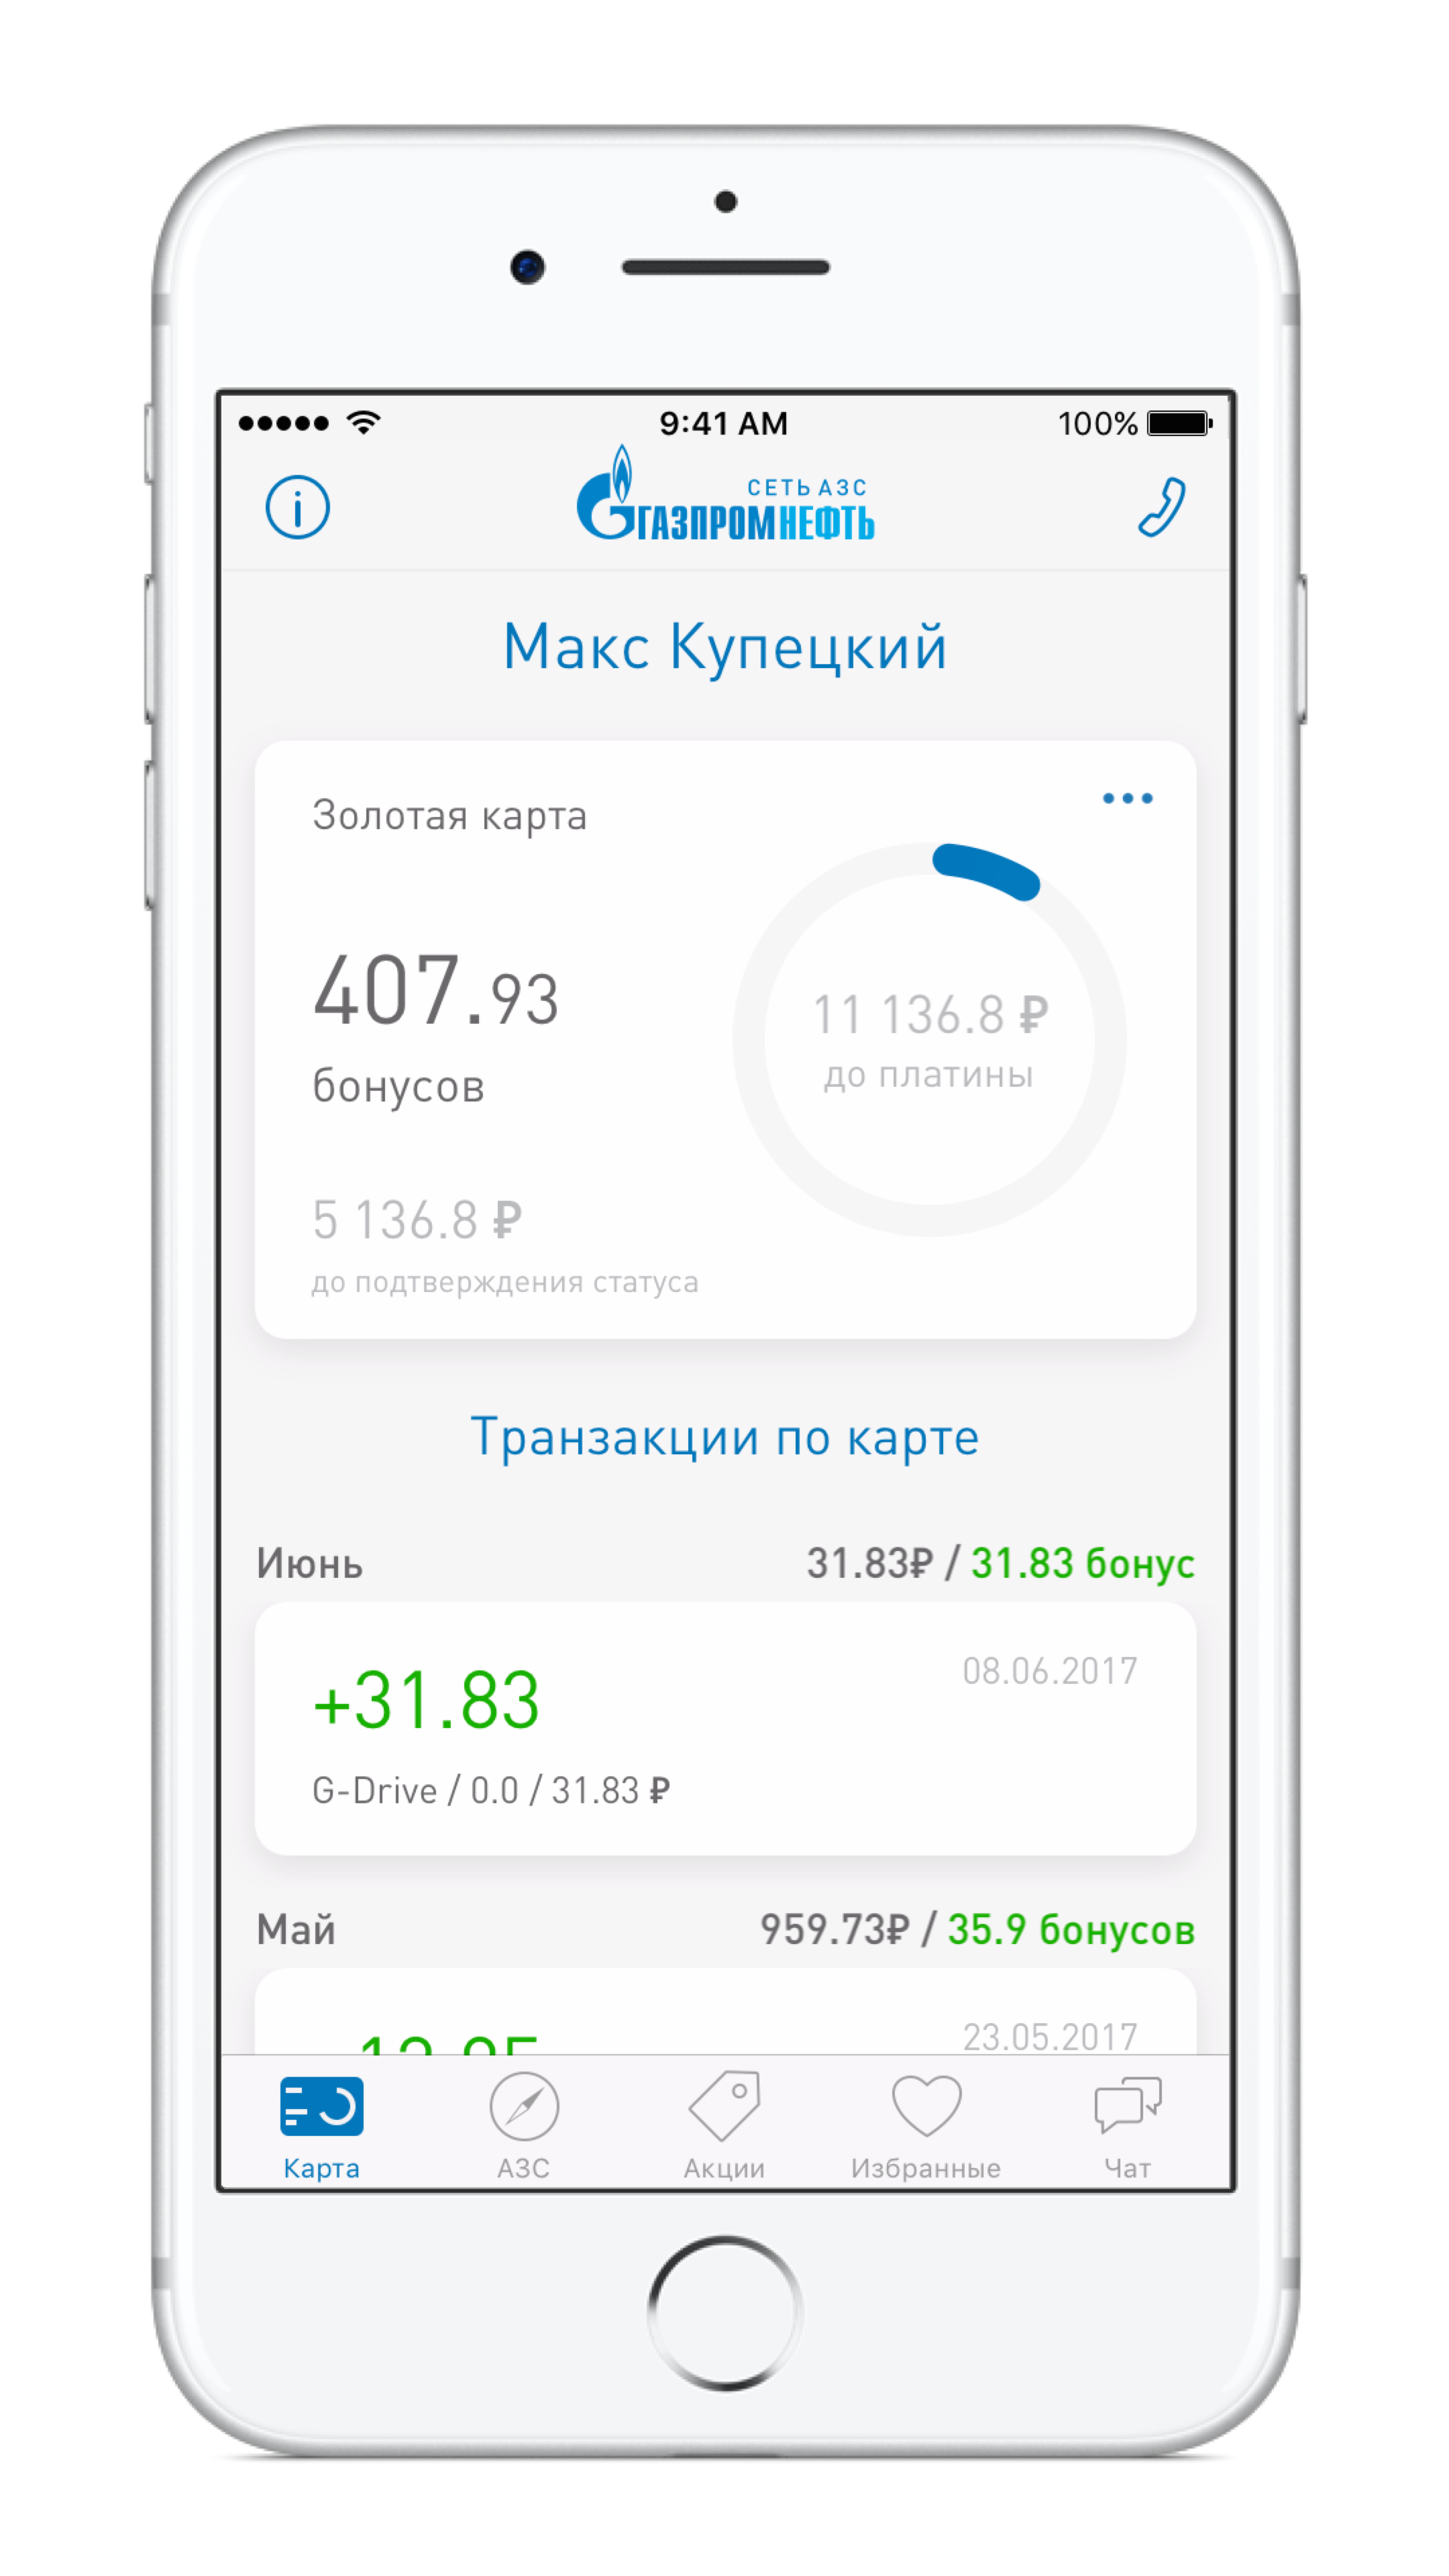 9:41 AM
100%
СЕТЬ АЗС
ГАЗПРОМНЕФТЬ
Макс Купецкий
Золотая карта
407.93
бонусов
11 136.8 ₽
до платины
5 136.8 ₽
до подтверждения статуса
Транзакции по карте
Июнь
31.83₽ / 31.83 бонус
+31.83
08.06.2017
G-Drive / 0.0 / 31.83 ₽
Май
959.73₽ / 35.9 бонусов
23.05.2017
Карта
АЗС
Акции
Избранные
Чат